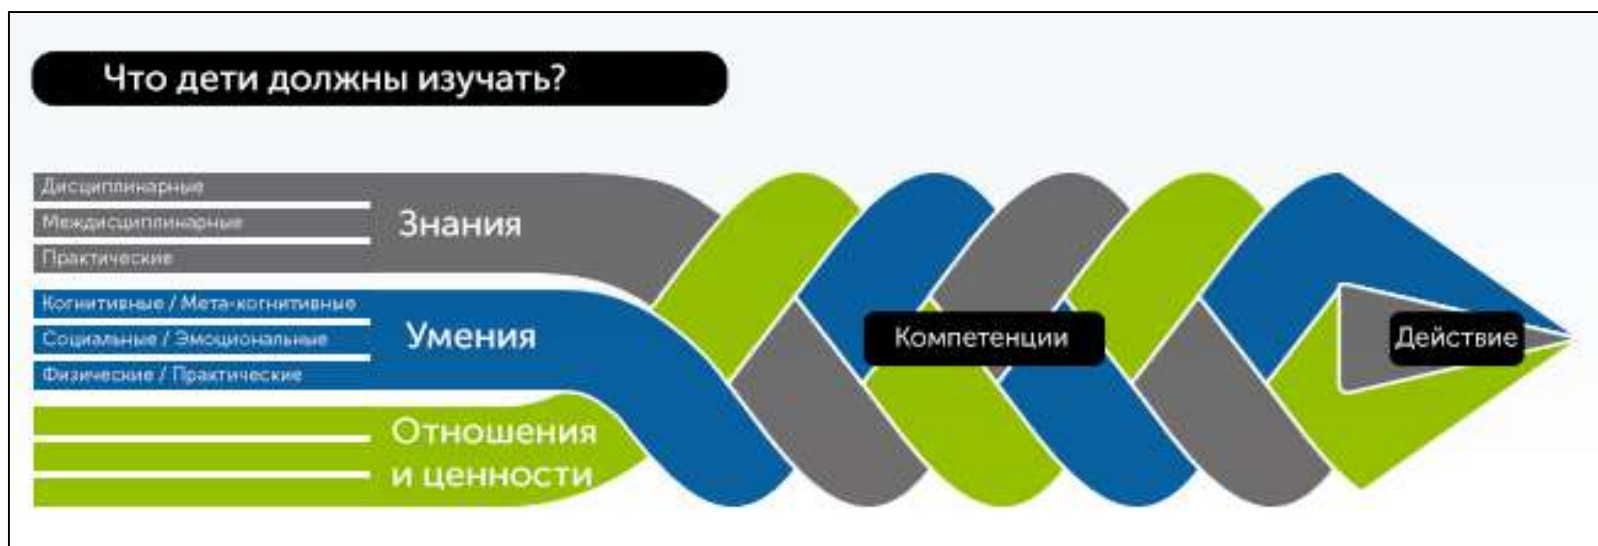 Что дети должны изучать?
Дисциплинарные
Междисциплинарные
Практические
Знания
Когнитивные / Мета-когнитивные
Социальные / Эмоциональные
Физические / Практические
Умения
Отношения
и ценности
Компетенции
Действие